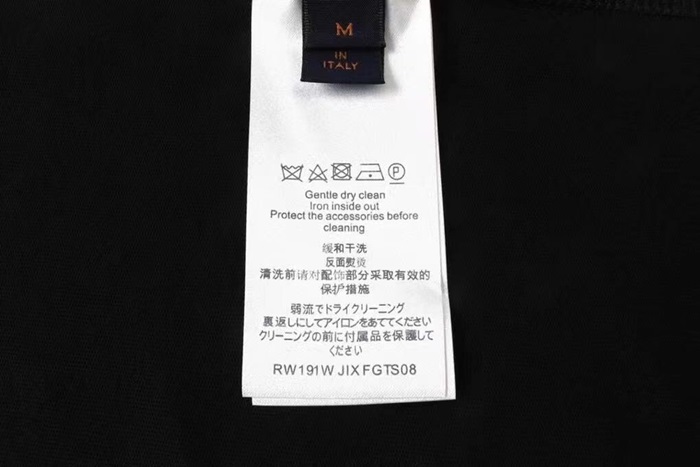 M
IN
ITALY
P
Gentle dry clean
Iron inside out
Protect the accessories before
cleaning
缓和干洗
反面熨烫
清洗前请对配饰部分采取有效的
保护措施
弱流でドライクリーニング
裏返しにしてアイロンをあててください
クリーニングの前に付属品を保護して
ください
RW191W JIX FGTS08